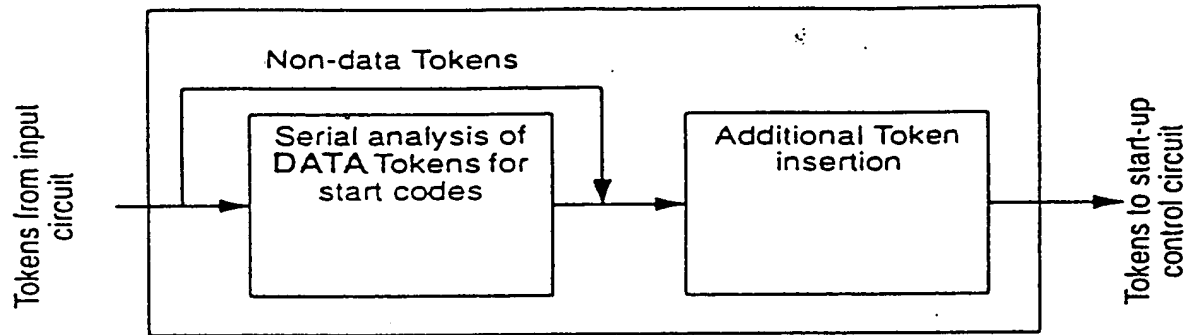 Non-data Tokens
Tokens from input
circuit
Serial analysis of
DATA Tokens for
start codes
Additional Token
insertion
Tokens to start-up
control circuit